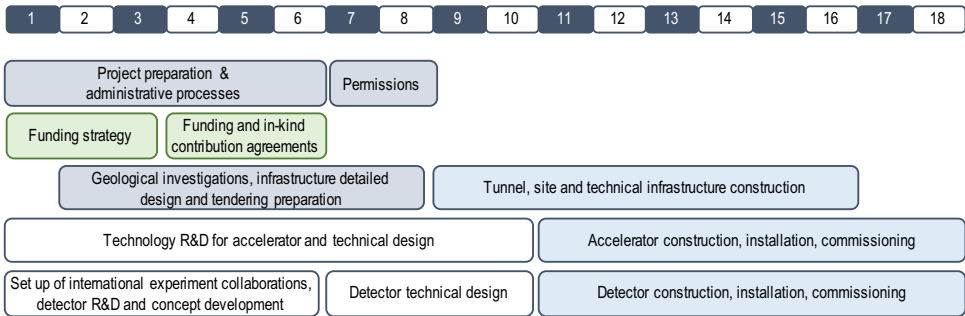 1 2 3 4 5 6 7 8 9 10 11 12 13 14 15 16 17 18
Project preparation &
administrative processes
Permissions
Funding strategy
Funding and in-kind
contribution agreements
Geological investigations, infrastructure detailed
design and tendering preparation
Tunnel, site and technical infrastructure construction
Technology R&D for accelerator and technical design
Accelerator construction, installation, commissioning
Set up of international experiment collaborations,
detector R&D and concept development
Detector technical design
Detector construction, installation, commissioning